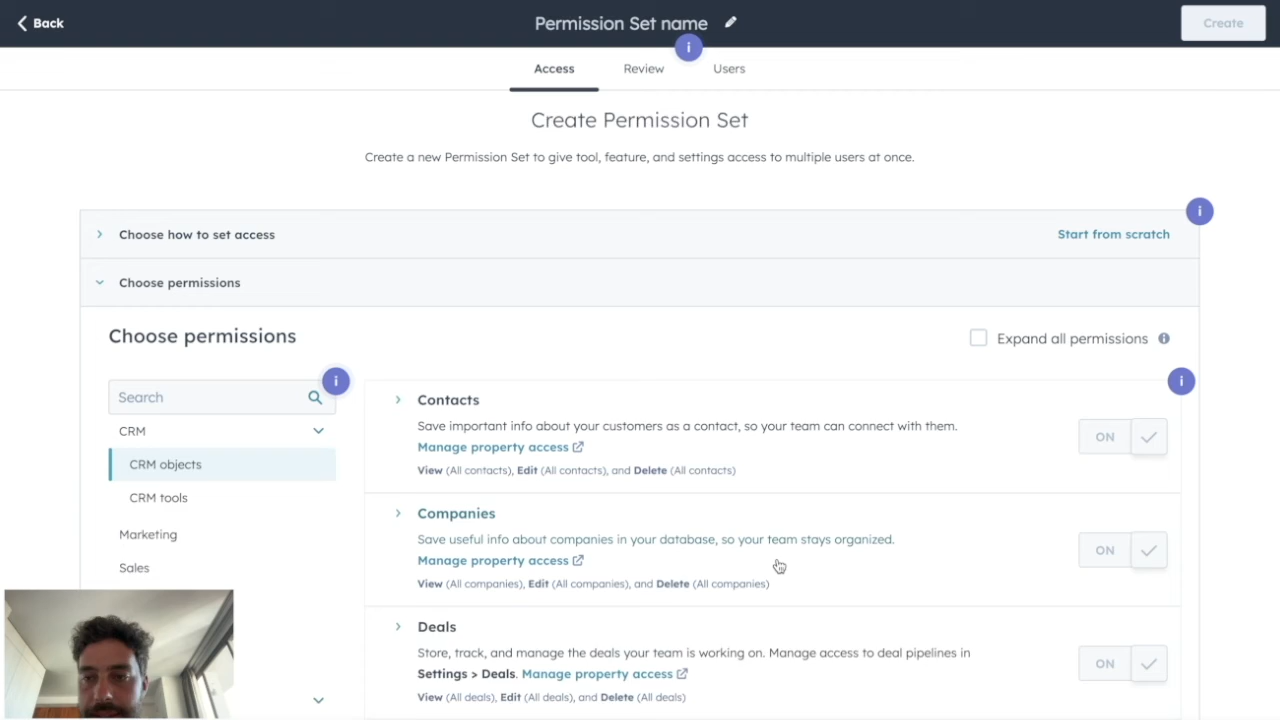 Back
Permission Set name
Create
i
Access
Review
Users
Create Permission Set
Create a new Permission Set to give tool, feature, and settings access to multiple users at once.
i
Choose how to set access
Start from scratch
Choose permissions
Choose permissions
Expand all permissions i
i
Search
CRM
CRM objects
CRM tools
Marketing
Sales
i
Contacts
Save important info about your customers as a contact, so your team can connect with them.
Manage property access
View (All contacts), Edit (All contacts), and Delete (All contacts)
ON
Companies
Save useful info about companies in your database, so your team stays organized.
Manage property access
View (All companies), Edit (All companies), and Delete (All companies)
ON
Deals
Store, track, and manage the deals your team is working on. Manage access to deal pipelines in
Settings > Deals. Manage property access
View (All deals), Edit (All deals), and Delete (All deals)
ON